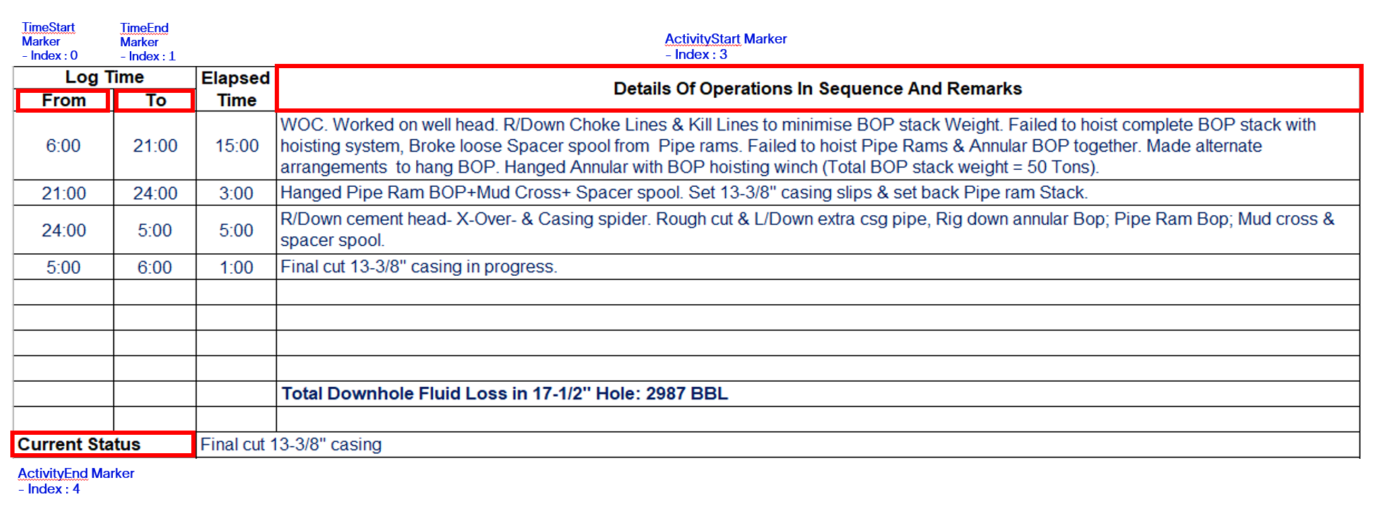 TimeStart
Marker
- Index : 0
TimeEnd
Marker
- Index : 1
ActivityStart Marker
- Index : 3
Log Time
From
To
Elapsed
Time
Details Of Operations In Sequence And Remarks
6:00
21:00
15:00
WOC. Worked on well head. R/Down Choke Lines & Kill Lines to minimise BOP stack Weight. Failed to hoist complete BOP stack with
hoisting system, Broke loose Spacer spool from Pipe rams. Failed to hoist Pipe Rams & Annular BOP together. Made alternate
arrangements to hang BOP. Hanged Annular with BOP hoisting winch (Total BOP stack weight = 50 Tons).
21:00
24:00
3:00
Hanged Pipe Ram BOP+Mud Cross+ Spacer spool. Set 13-3/8" casing slips & set back Pipe ram Stack.
24:00
5:00
5:00
R/Down cement head- X-Over- & Casing spider. Rough cut & L/Down extra csg pipe, Rig down annular Bop; Pipe Ram Bop; Mud cross &
spacer spool.
5:00
6:00
1:00
Final cut 13-3/8" casing in progress.
Total Downhole Fluid Loss in 17-1/2" Hole: 2987 BBL
Current Status
Final cut 13-3/8" casing
ActivityEnd Marker
- Index : 4